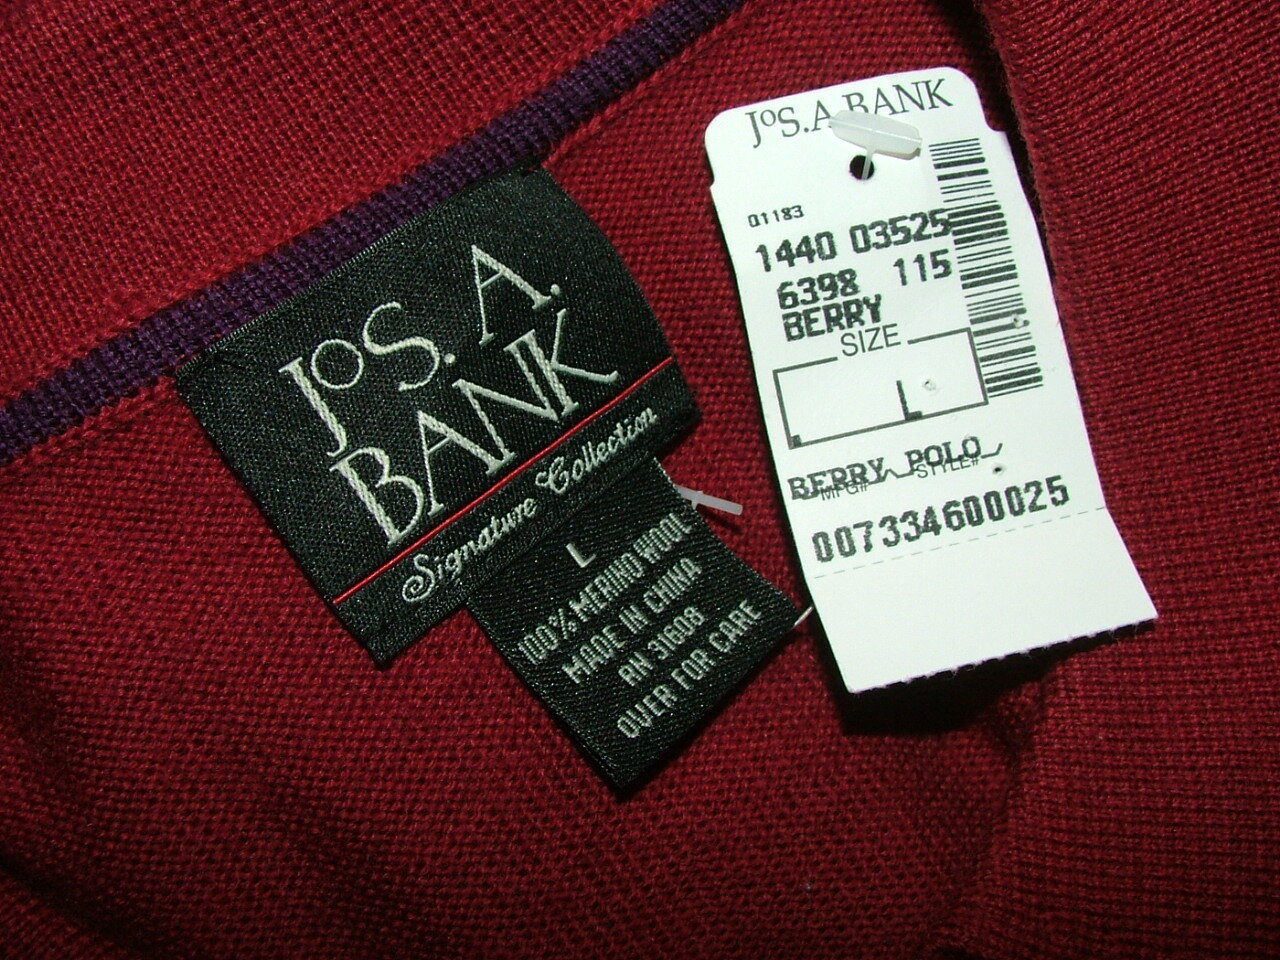 JoS. A.
BANK
Signature Collection
L
100% MERINO WOOL
MADE IN CHINA
RN 31808
OVER FOR CARE
JoS. A. BANK
01183
1440 03525
6398 115
BERRY
SIZE
L
BERRY POLO
MFG# STYLE#
007334600025